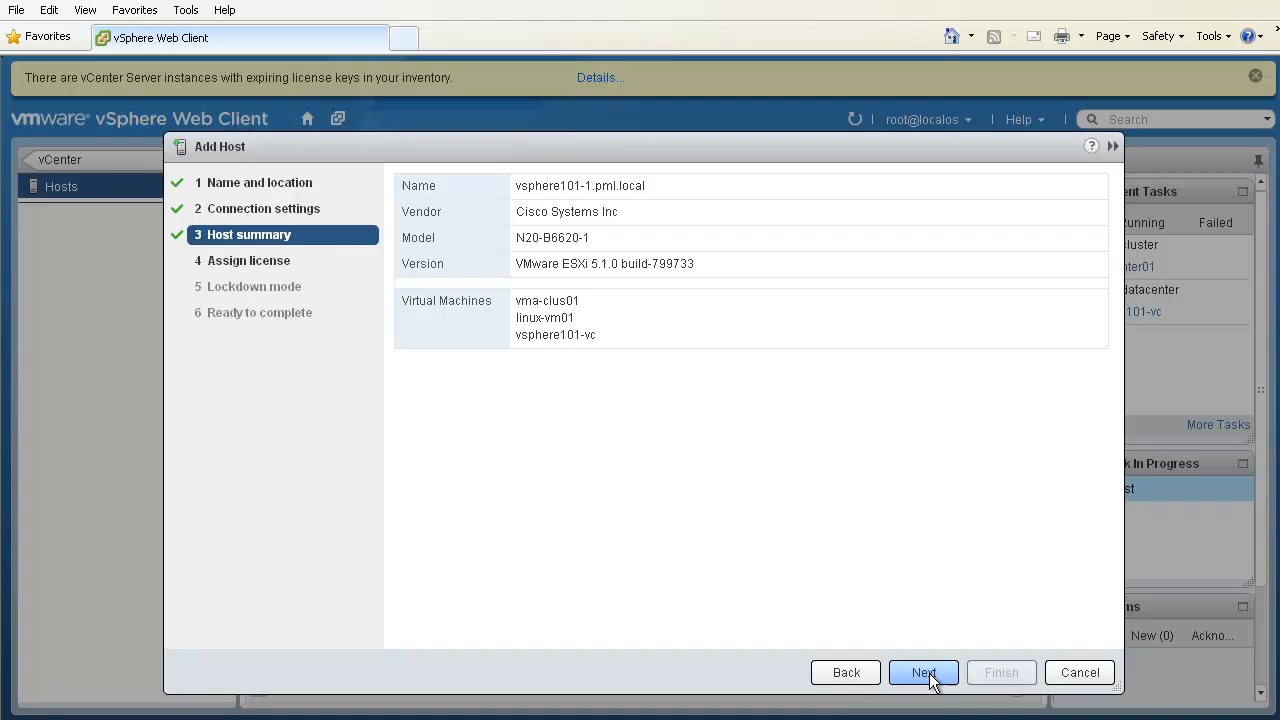 File Edit View Favorites Tools Help
Favorites vSphere Web Client Page Safety Tools
There are vCenter Server instances with expiring license keys in your inventory. Details...
vmware vSphere Web Client root@localos Help Search
Add Host
vCenter
Hosts
1 Name and location
2 Connection settings
3 Host summary
4 Assign license
5 Lockdown mode
6 Ready to complete
Name vsphere101-1.pml.local
Vendor Cisco Systems Inc
Model N20-B6620-1
Version VMware ESXi 5.1.0 build-799733
Virtual Machines vma-clus01
linux-vm01
vsphere101-vc
Back Next Finish Cancel
ent Tasks
unning Failed
cluster
nter01
datacenter
101-vc
More Tasks
k In Progress
st
ms
New (0) Ackno...